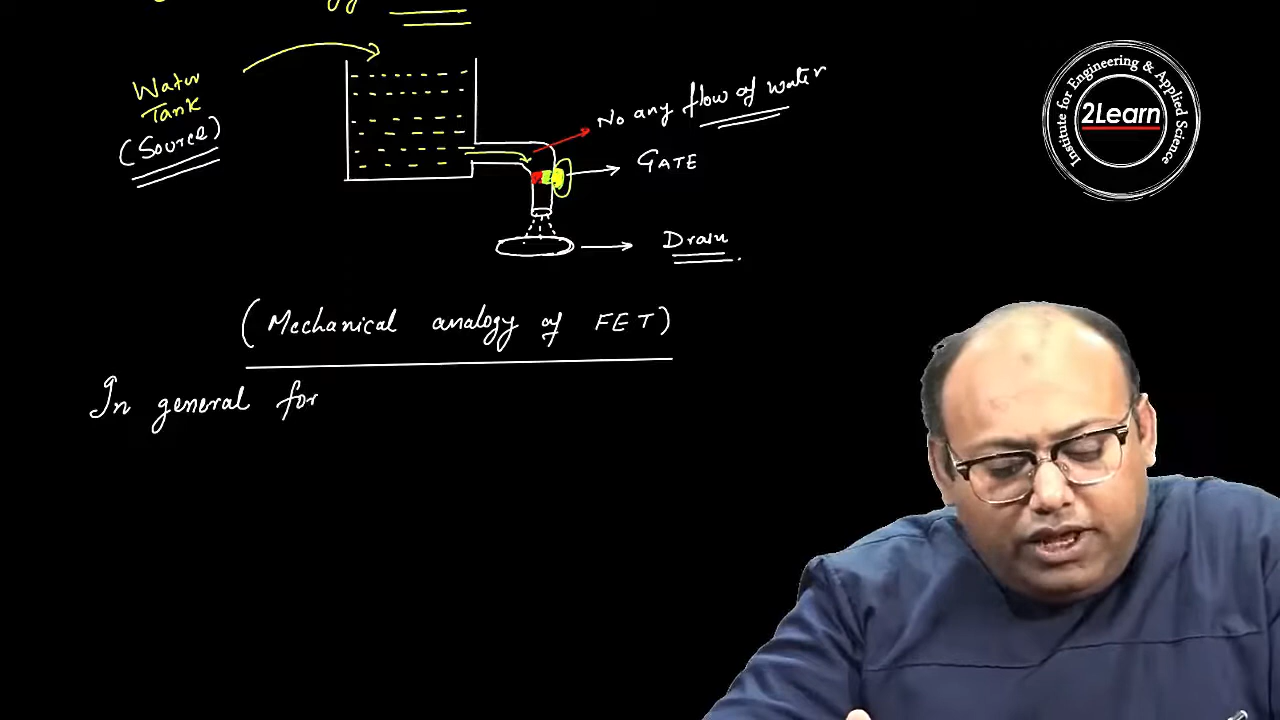 Water
Tank
(Source)
No any flow of water
GATE
Drain
(Mechanical analogy of FET)
In general for
Institute for Engineering & Applied Science
2Learn